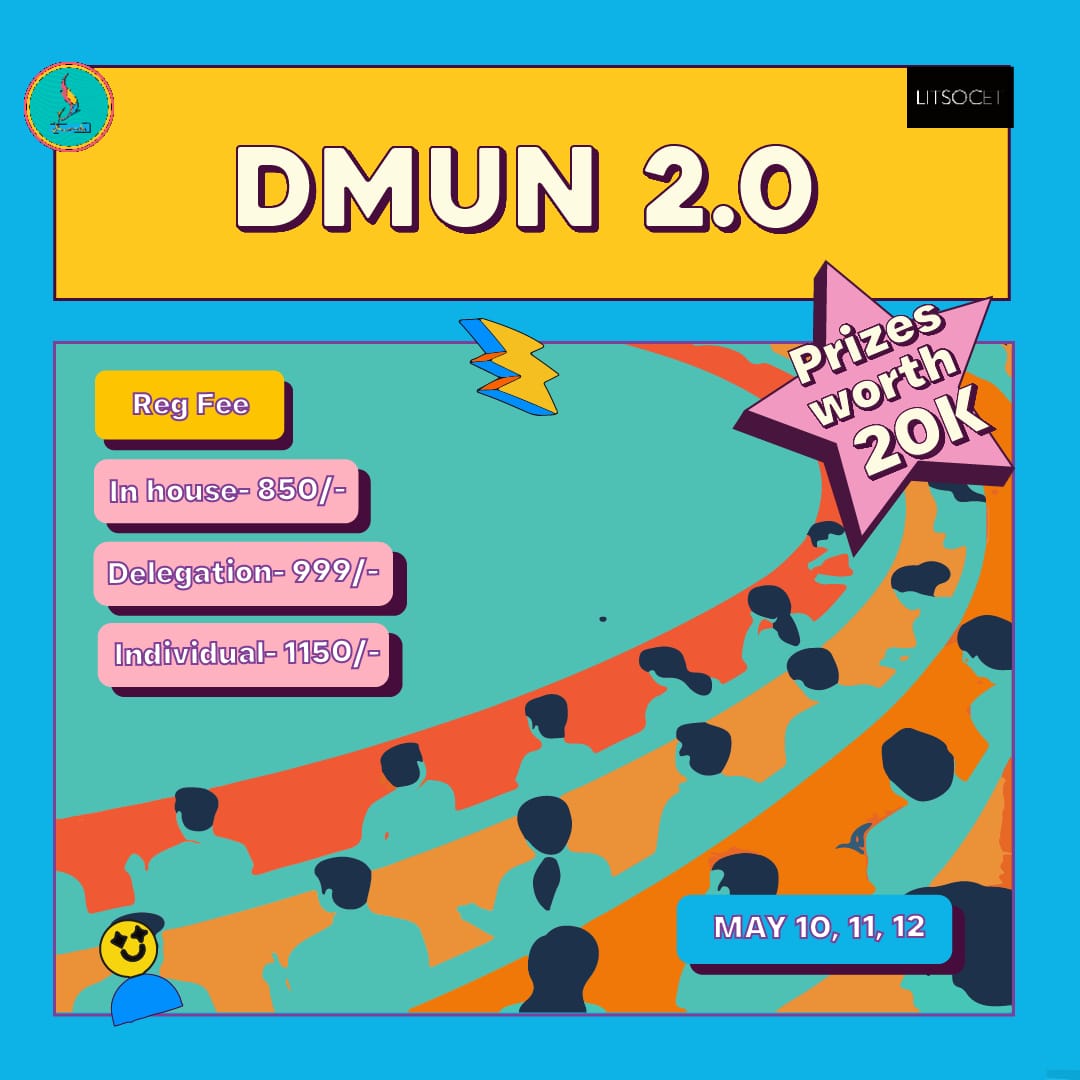 LITSOCET
DMUN 2.0
Prizes
worth
20K
Reg Fee
In house- 850/-
Delegation- 999/-
Individual- 1150/-
MAY 10, 11, 12